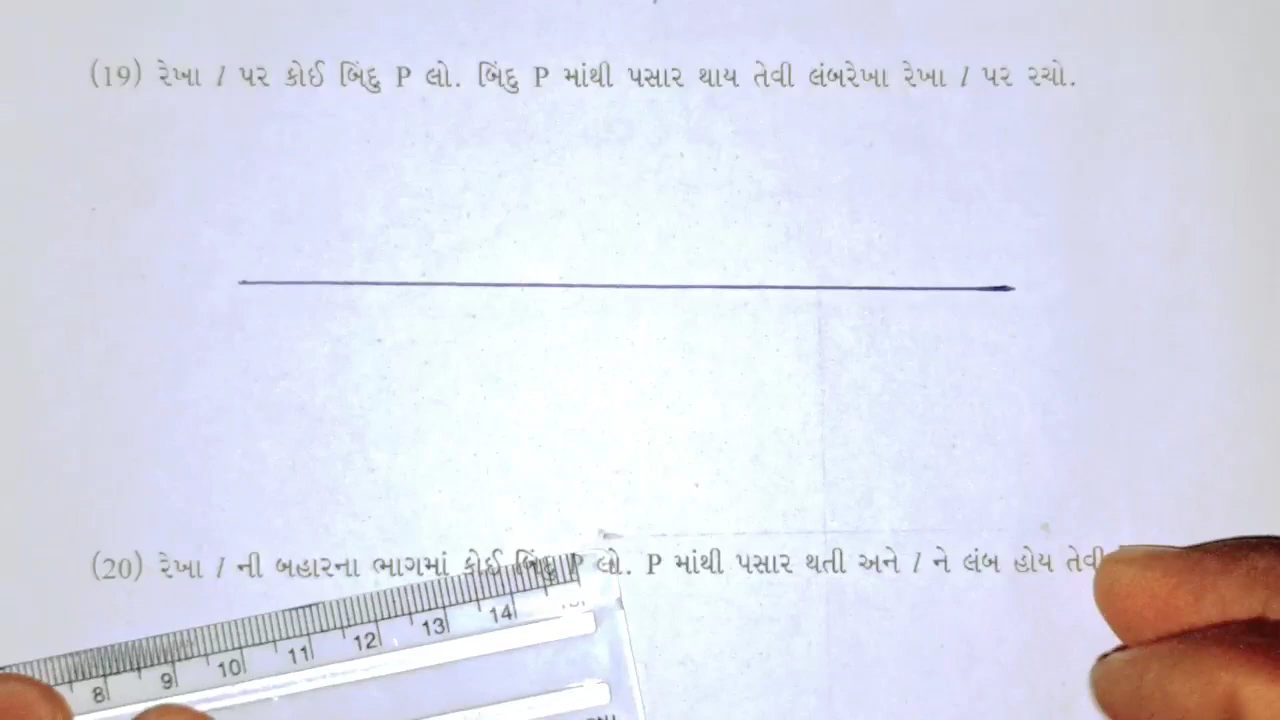 (19) રેખા l પર કોઈ બિંદુ P લો. બિંદુ P માંથી પસાર થાય તેવી લંબરેખા રેખા l પર રચો.
(20) રેખા l ની બહારના ભાગમાં કોઈ બિંદુ P લો. P માંથી પસાર થતી અને l ને લંબ હોય તેવી
8 9 10 11 12 13 14